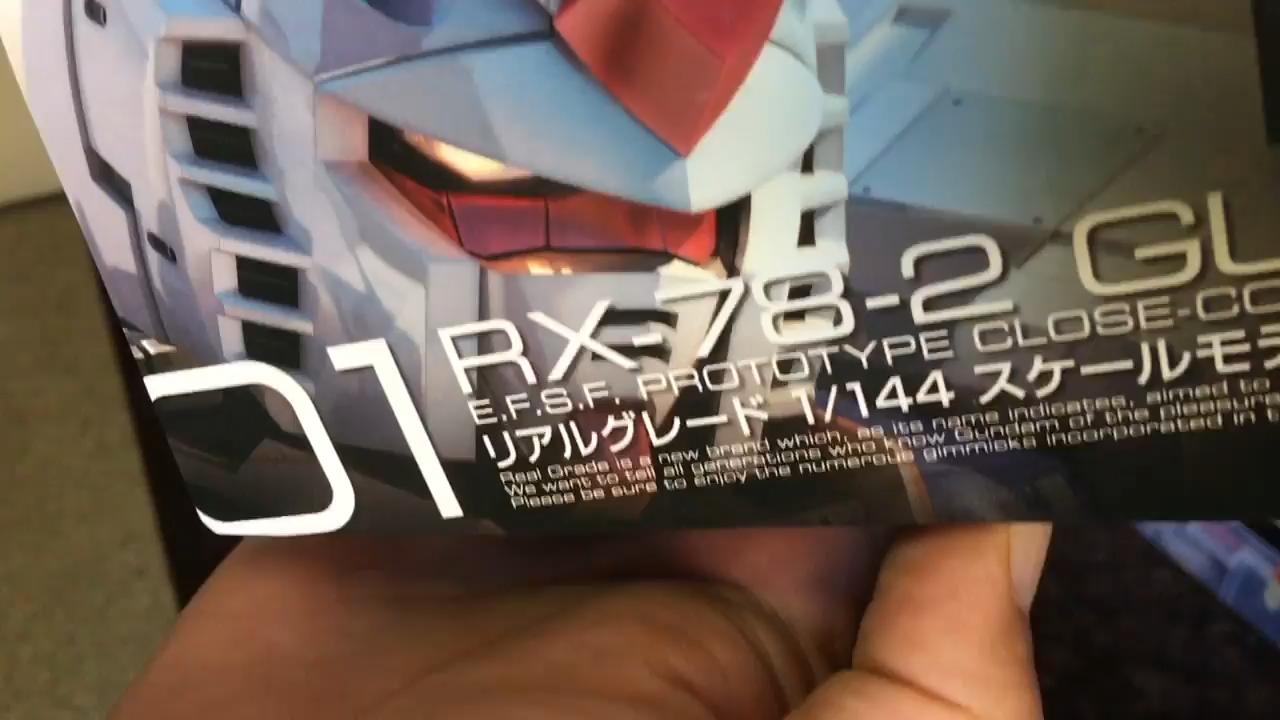 01
RX-78-2 GU
E.F.S.F. PROTOTYPE CLOSE-CO
リアルグレード 1/144 スケールモデ
Real Grade is a new brand which, as its name indicates, aimed to
We want to tell all generations who know Gundam of the pleasure
Please be sure to enjoy the numerous gimmicks incorporated in